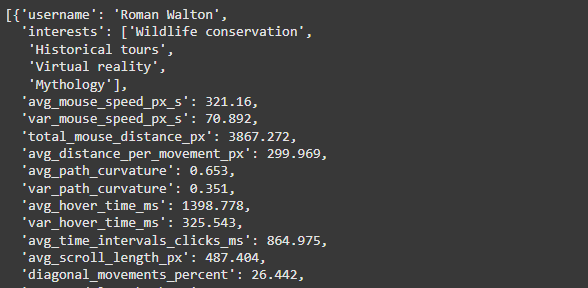 [{'username': 'Roman Walton',
'interests': ['Wildlife conservation',
'Historical tours',
'Virtual reality',
'Mythology'],
'avg_mouse_speed_px_s': 321.16,
'var_mouse_speed_px_s': 70.892,
'total_mouse_distance_px': 3867.272,
'avg_distance_per_movement_px': 299.969,
'avg_path_curvature': 0.653,
'var_path_curvature': 0.351,
'avg_hover_time_ms': 1398.778,
'var_hover_time_ms': 325.543,
'avg_time_intervals_clicks_ms': 864.975,
'avg_scroll_length_px': 487.404,
'diagonal_movements_percent': 26.442,